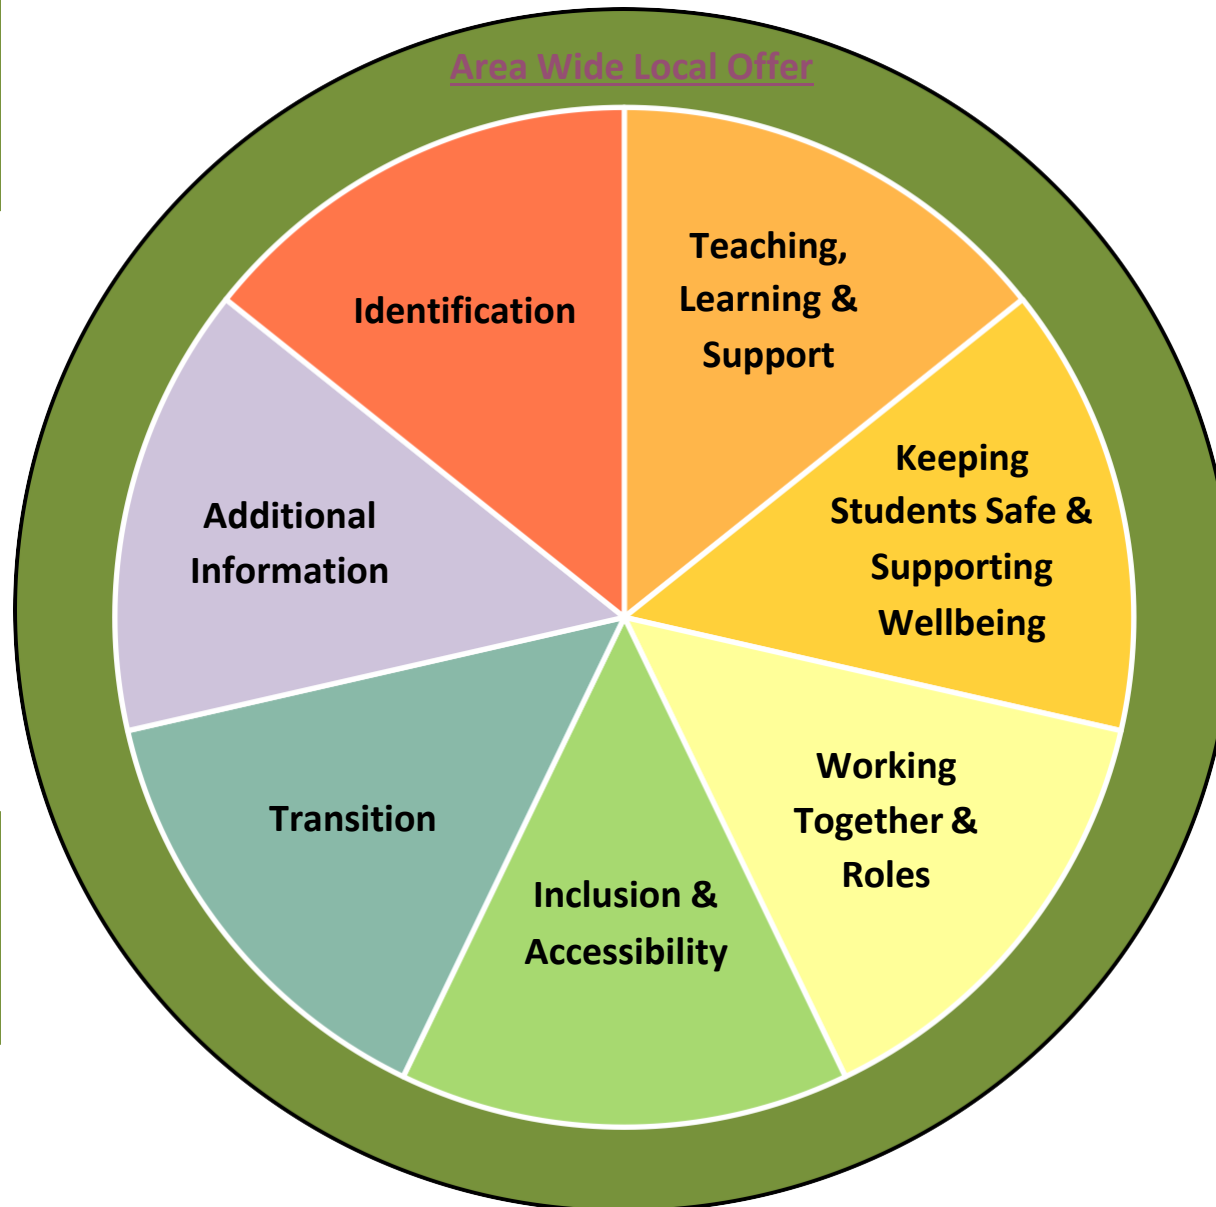 Area Wide Local Offer
Identification
Teaching,
Learning &
Support
Keeping
Students Safe &
Supporting
Wellbeing
Working
Together &
Roles
Inclusion &
Accessibility
Transition
Additional
Information